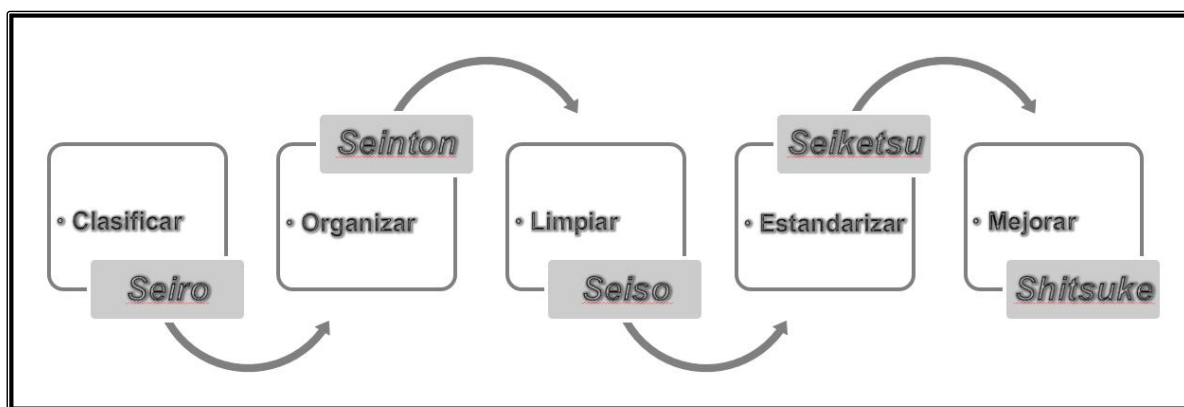 • Clasificar
Seiro
• Organizar
Seinton
• Limpiar
Seiso
• Estandarizar
Seiketsu
• Mejorar
Shitsuke